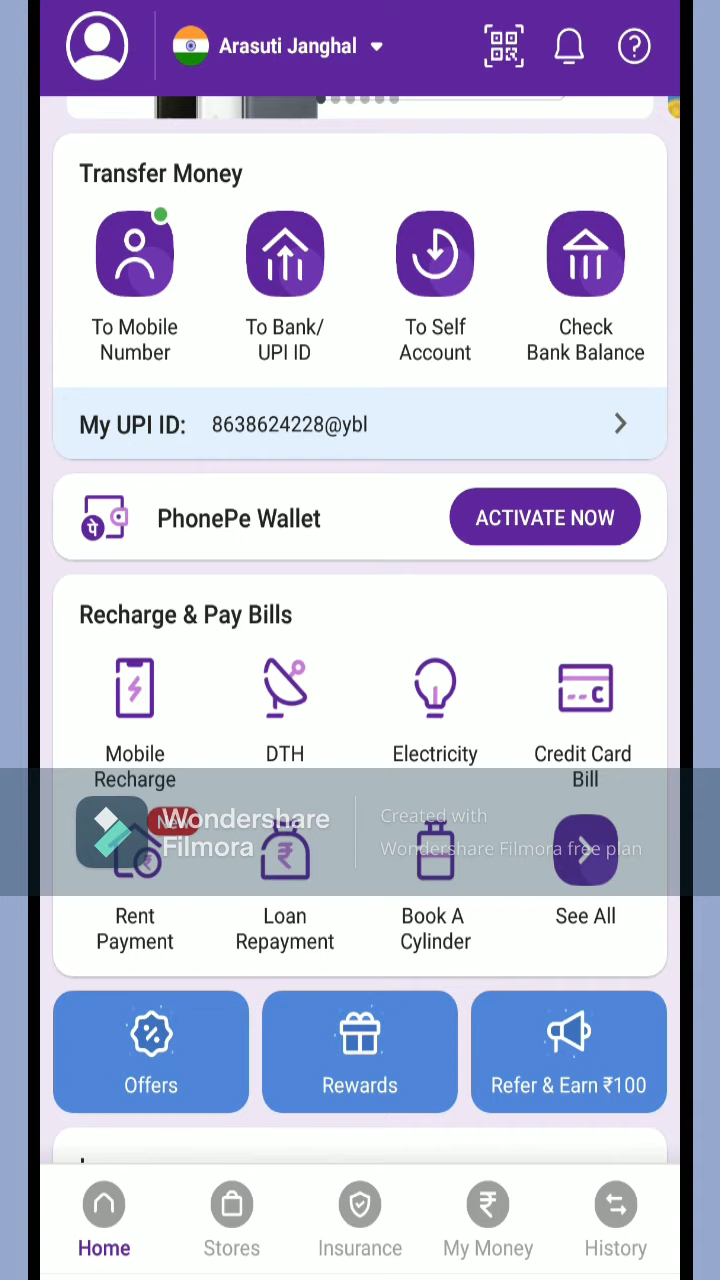 Arasuti Janghal
Transfer Money
To Mobile Number
To Bank/ UPI ID
To Self Account
Check Bank Balance
My UPI ID: 8638624228@ybl
पे
PhonePe Wallet
ACTIVATE NOW
Recharge & Pay Bills
Mobile Recharge
DTH
Electricity
Credit Card Bill
New
Wondershare
Filmora
Created with
Wondershare Filmora free plan
Rent Payment
Loan Repayment
Book A Cylinder
See All
Offers
Rewards
Refer & Earn ₹100
Home
Stores
Insurance
My Money
History